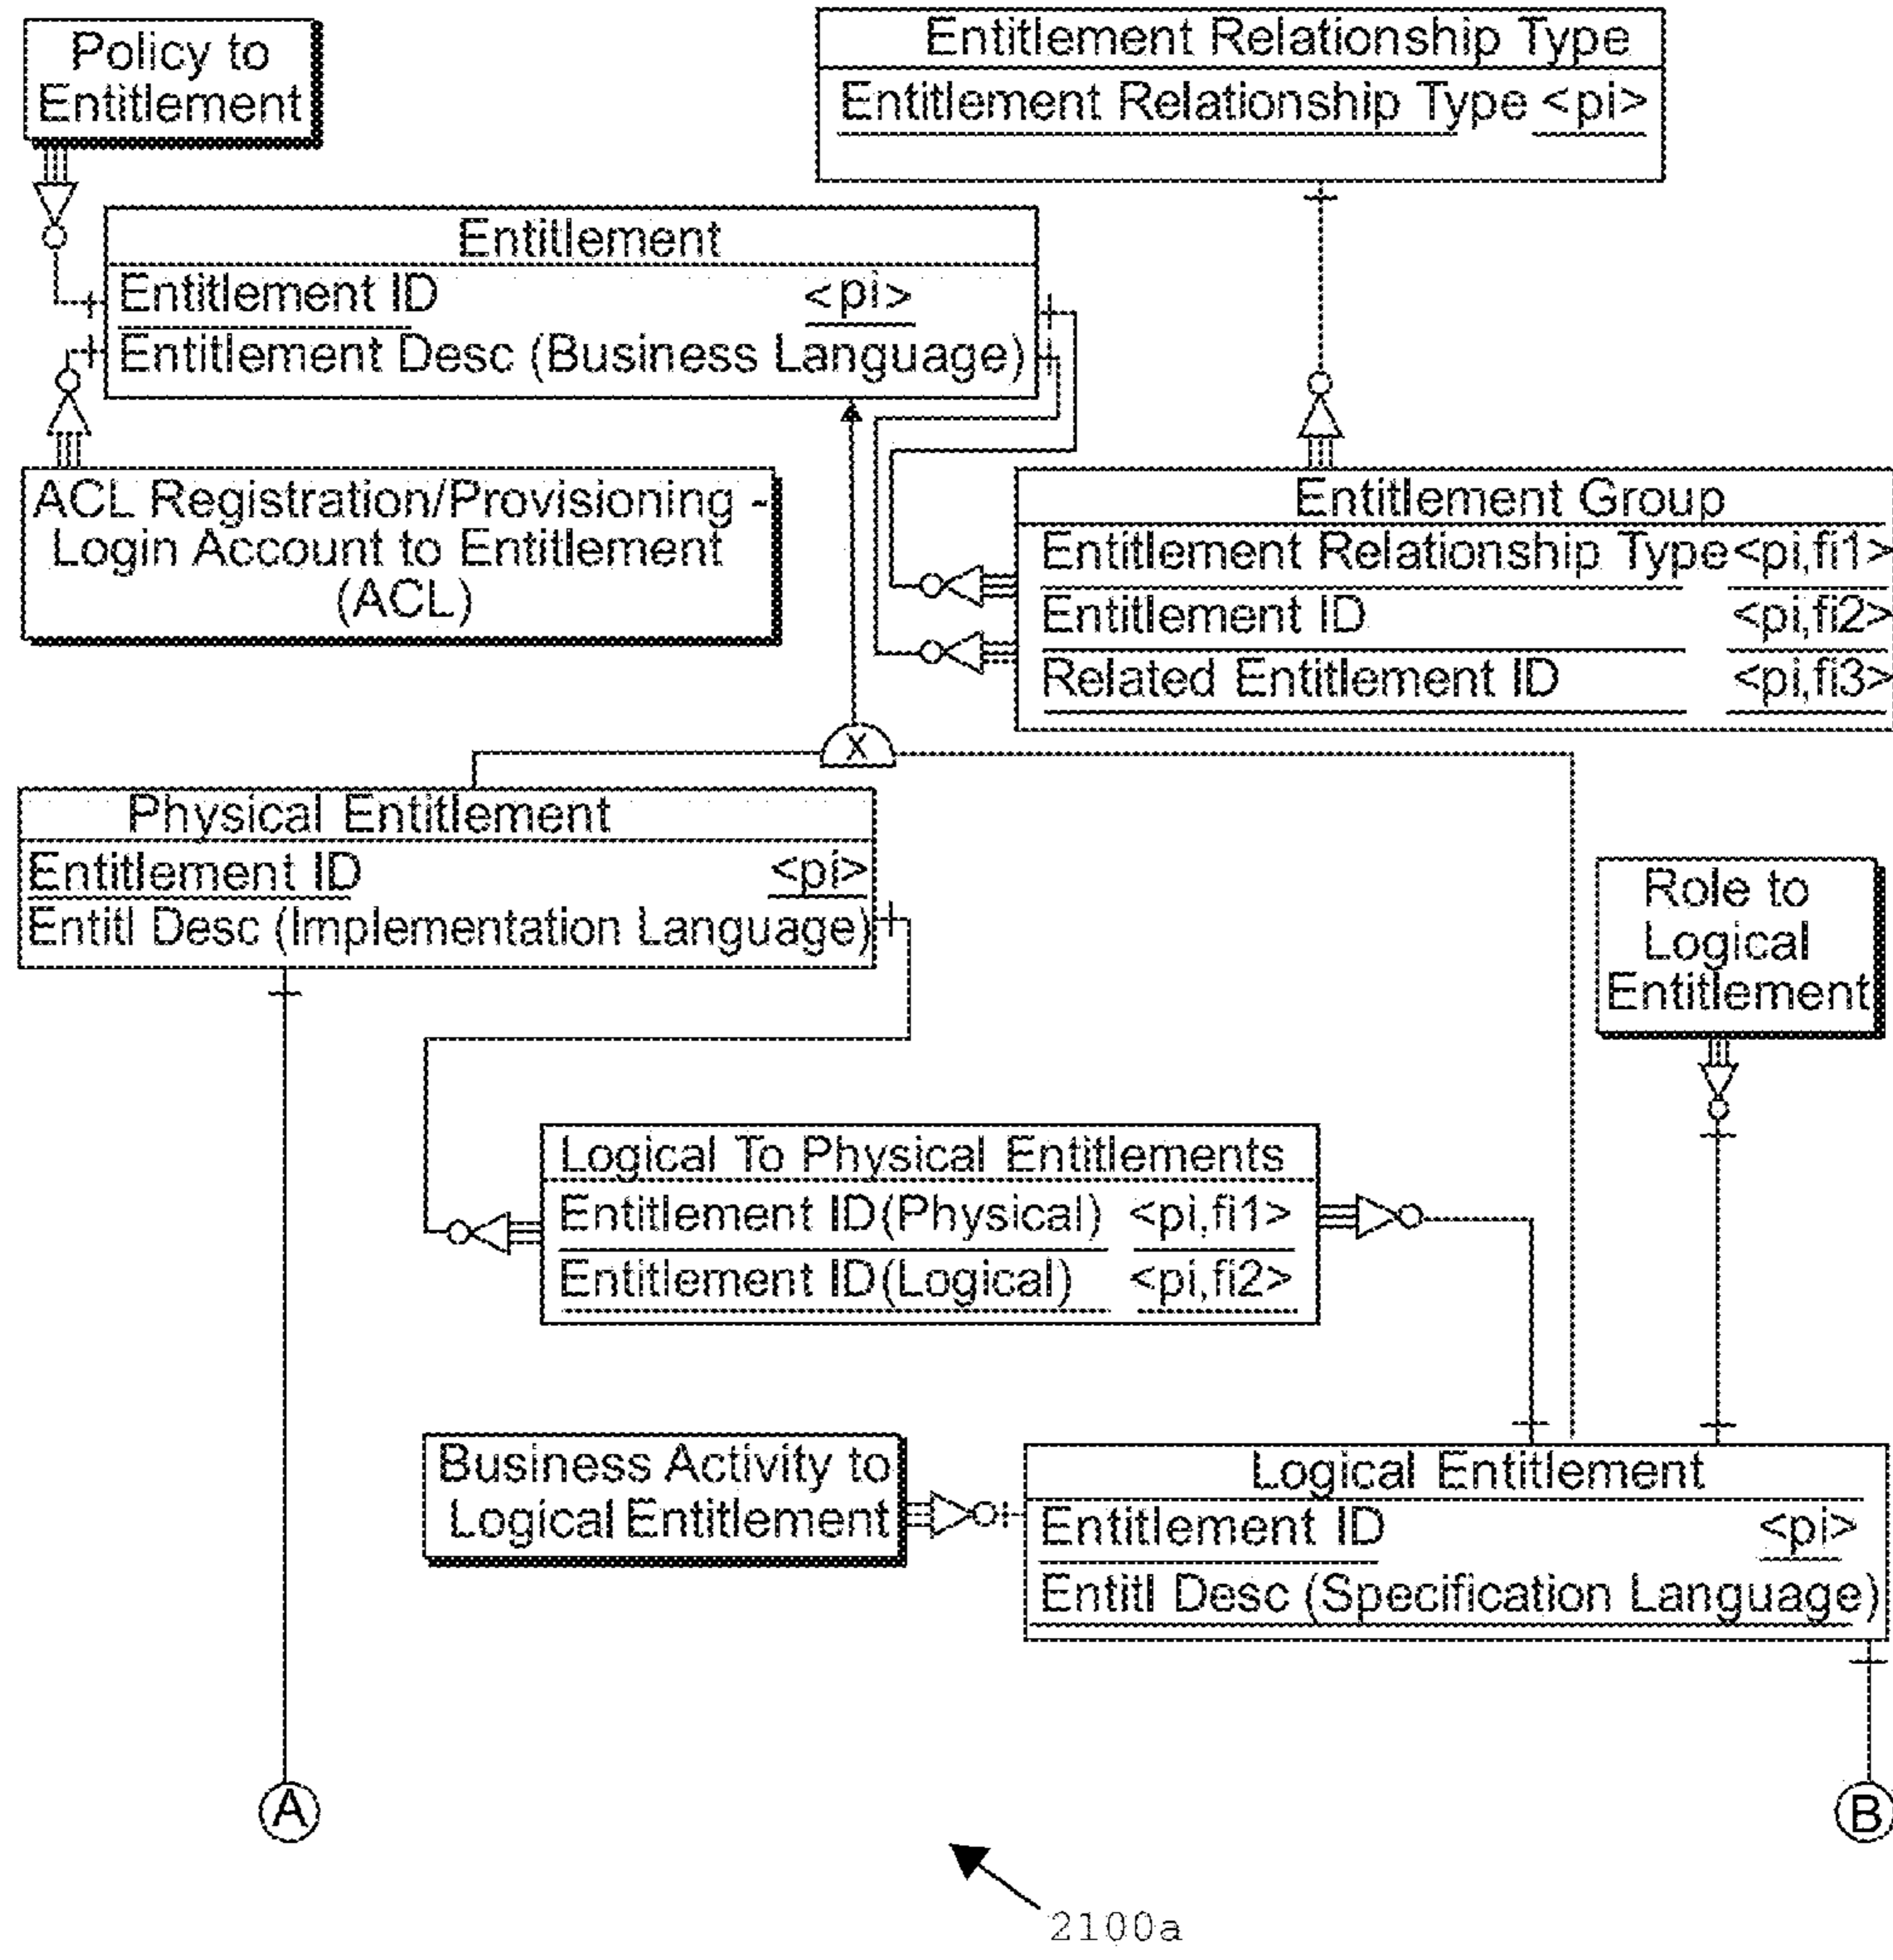 Policy to
Entitlement
Entitlement Relationship Type
Entitlement Relationship Type <pi>
Entitlement
Entitlement ID <pi>
Entitlement Desc (Business Language)
ACL Registration/Provisioning -
Login Account to Entitlement
(ACL)
Entitlement Group
Entitlement Relationship Type <pi,fi1>
Entitlement ID <pi,fi2>
Related Entitlement ID <pi,fi3>
X
Physical Entitlement
Entitlement ID <pi>
Entitl Desc (Implementation Language)
Role to
Logical
Entitlement
Logical To Physical Entitlements
Entitlement ID(Physical) <pi,fi1>
Entitlement ID(Logical) <pi,fi2>
Business Activity to
Logical Entitlement
Logical Entitlement
Entitlement ID <pi>
Entitl Desc (Specification Language)
A
B
2100a